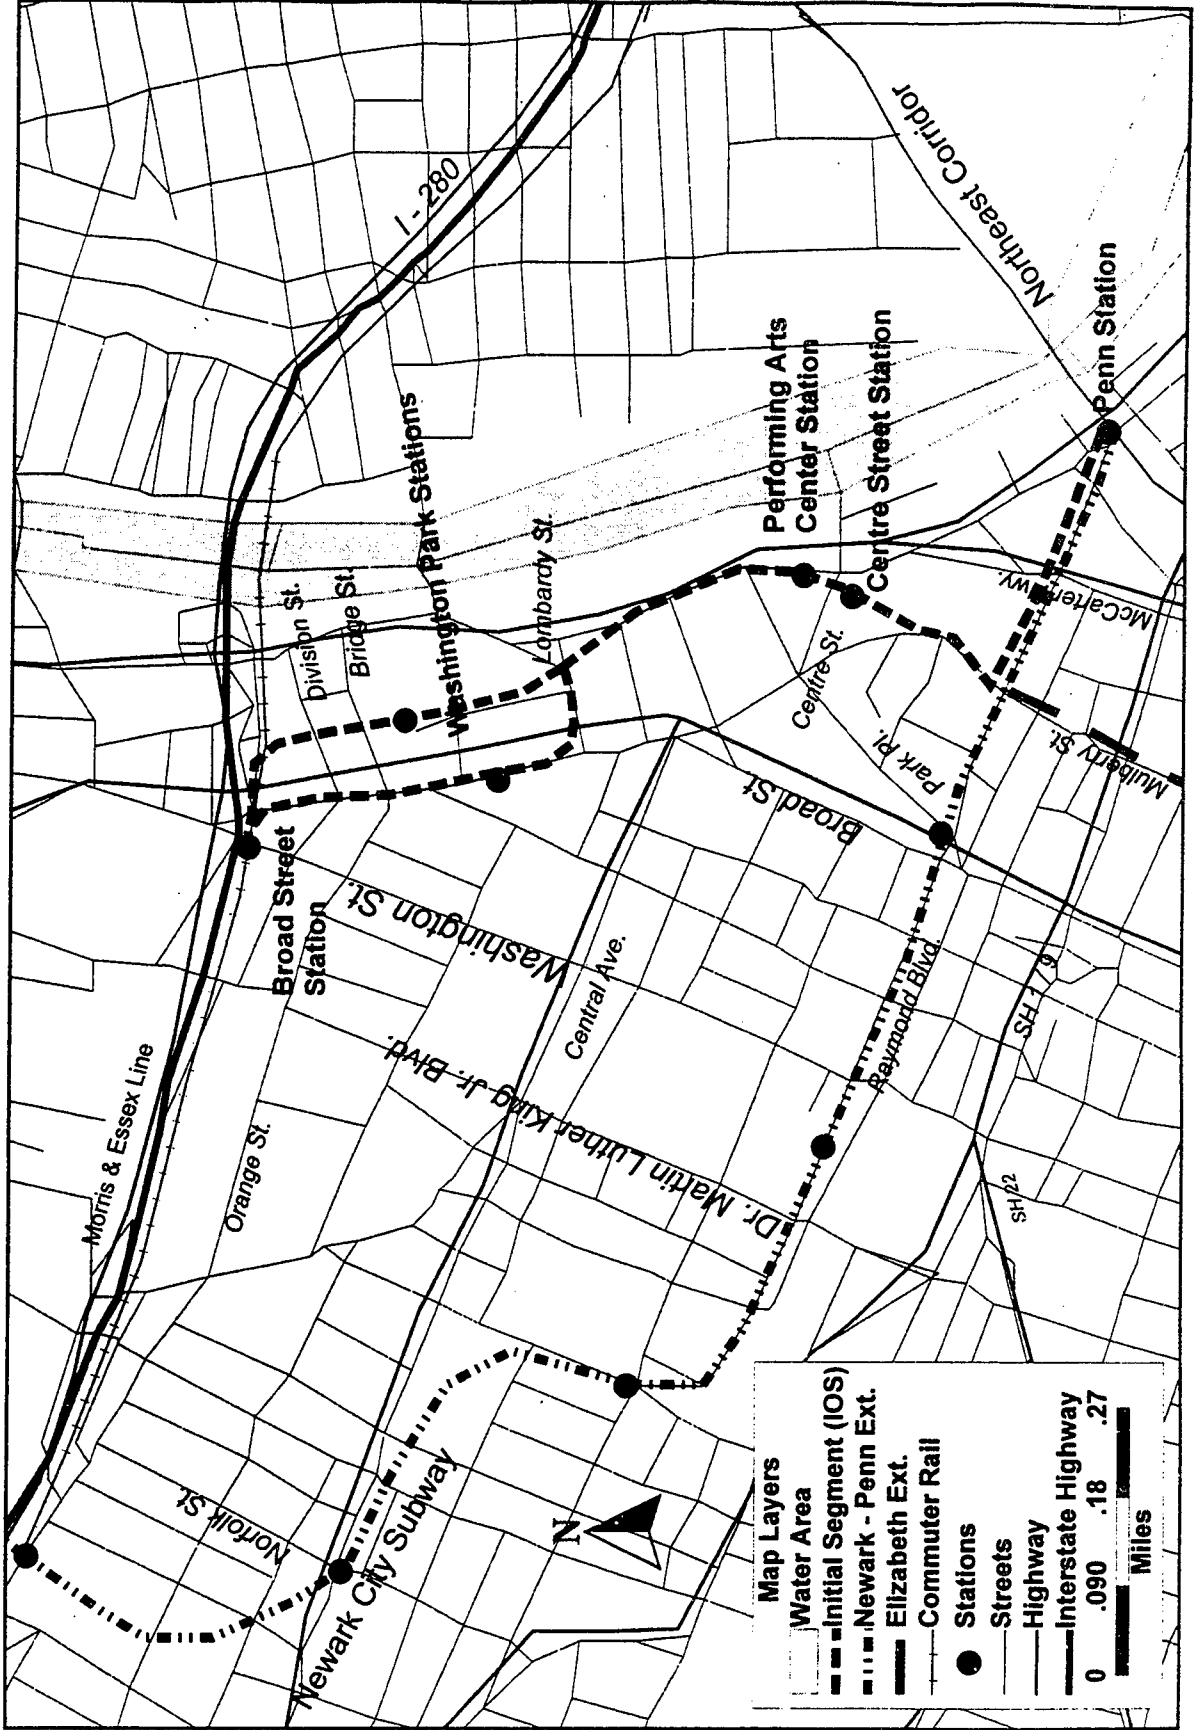 Morris & Essex Line
I - 280
Northeast Corridor
Broad Street
Station
Division St.
Bridge St.
Washington Park Stations
Lombardy St.
Performing Arts
Center Station
Centre Street Station
Penn Station
Orange St.
Washington St.
Central Ave.
Dr. Martin Luther King Jr. Blvd.
Broad St.
Centre St.
Park Pl.
McCarter Hwy.
Mulberry St.
Raymond Blvd.
SH 1 - 9
SH 22
Norfolk St.
Newark City Subway
N
Map Layers
Water Area
Initial Segment (IOS)
Newark - Penn Ext.
Elizabeth Ext.
Commuter Rail
Stations
Streets
Highway
Interstate Highway
0 .090 .18 .27
Miles